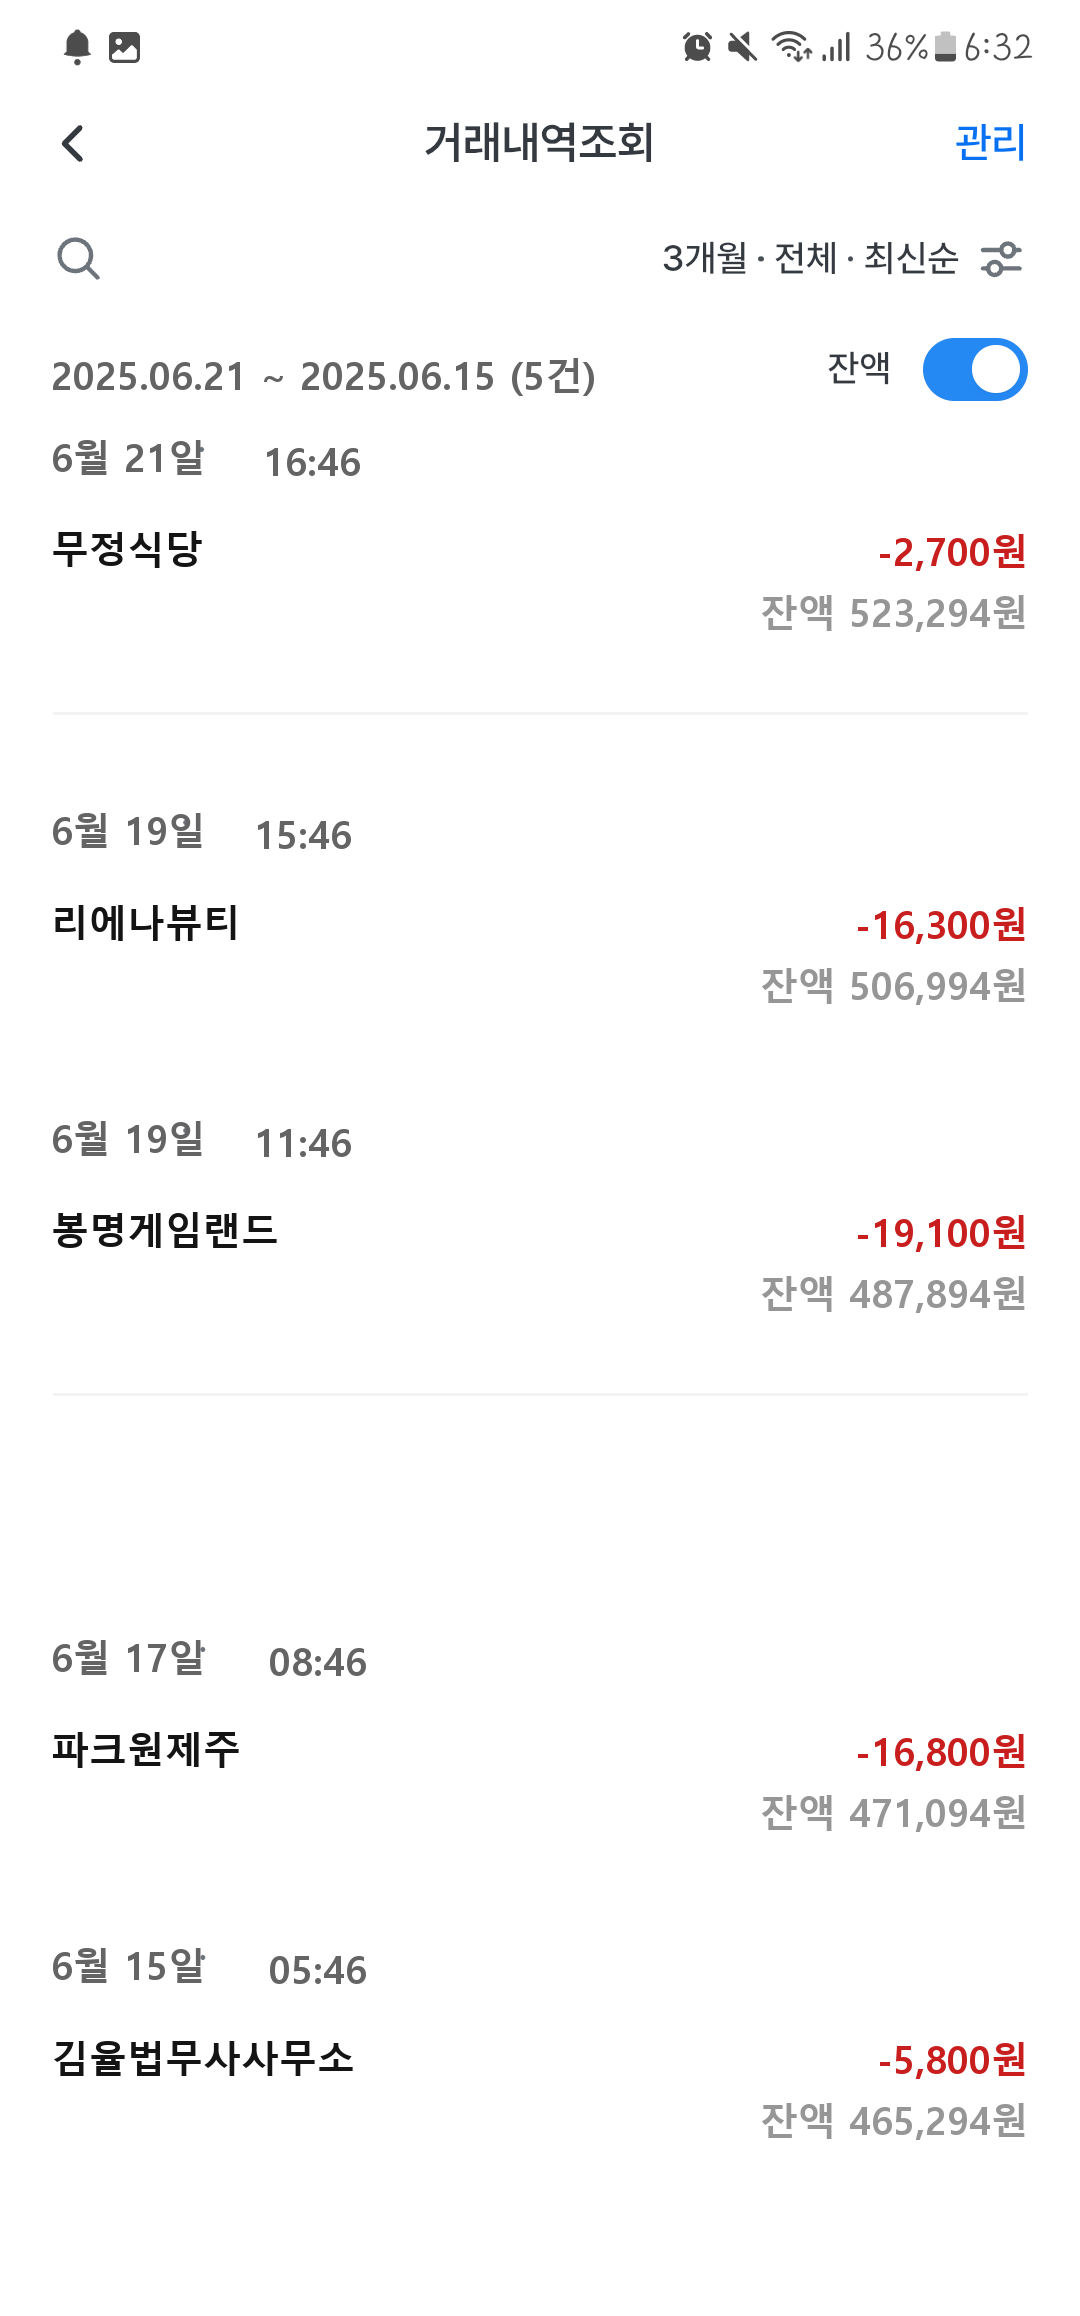 36% 6:32
거래내역조회 관리
3개월 · 전체 · 최신순
2025.06.21 ~ 2025.06.15 (5건) 잔액
6월 21알 16:46
무정식당 -2,700원
잔액 523,294원
6월 19일 15:46
리에나뷰티 -16,300원
잔액 506,994원
6월 19일 11:46
봉명게임랜드 -19,100원
잔액 487,894원
6월 17알 08:46
파크원제주 -16,800원
잔액 471,094원
6월 15알 05:46
김율법무사사무소 -5,800원
잔액 465,294원